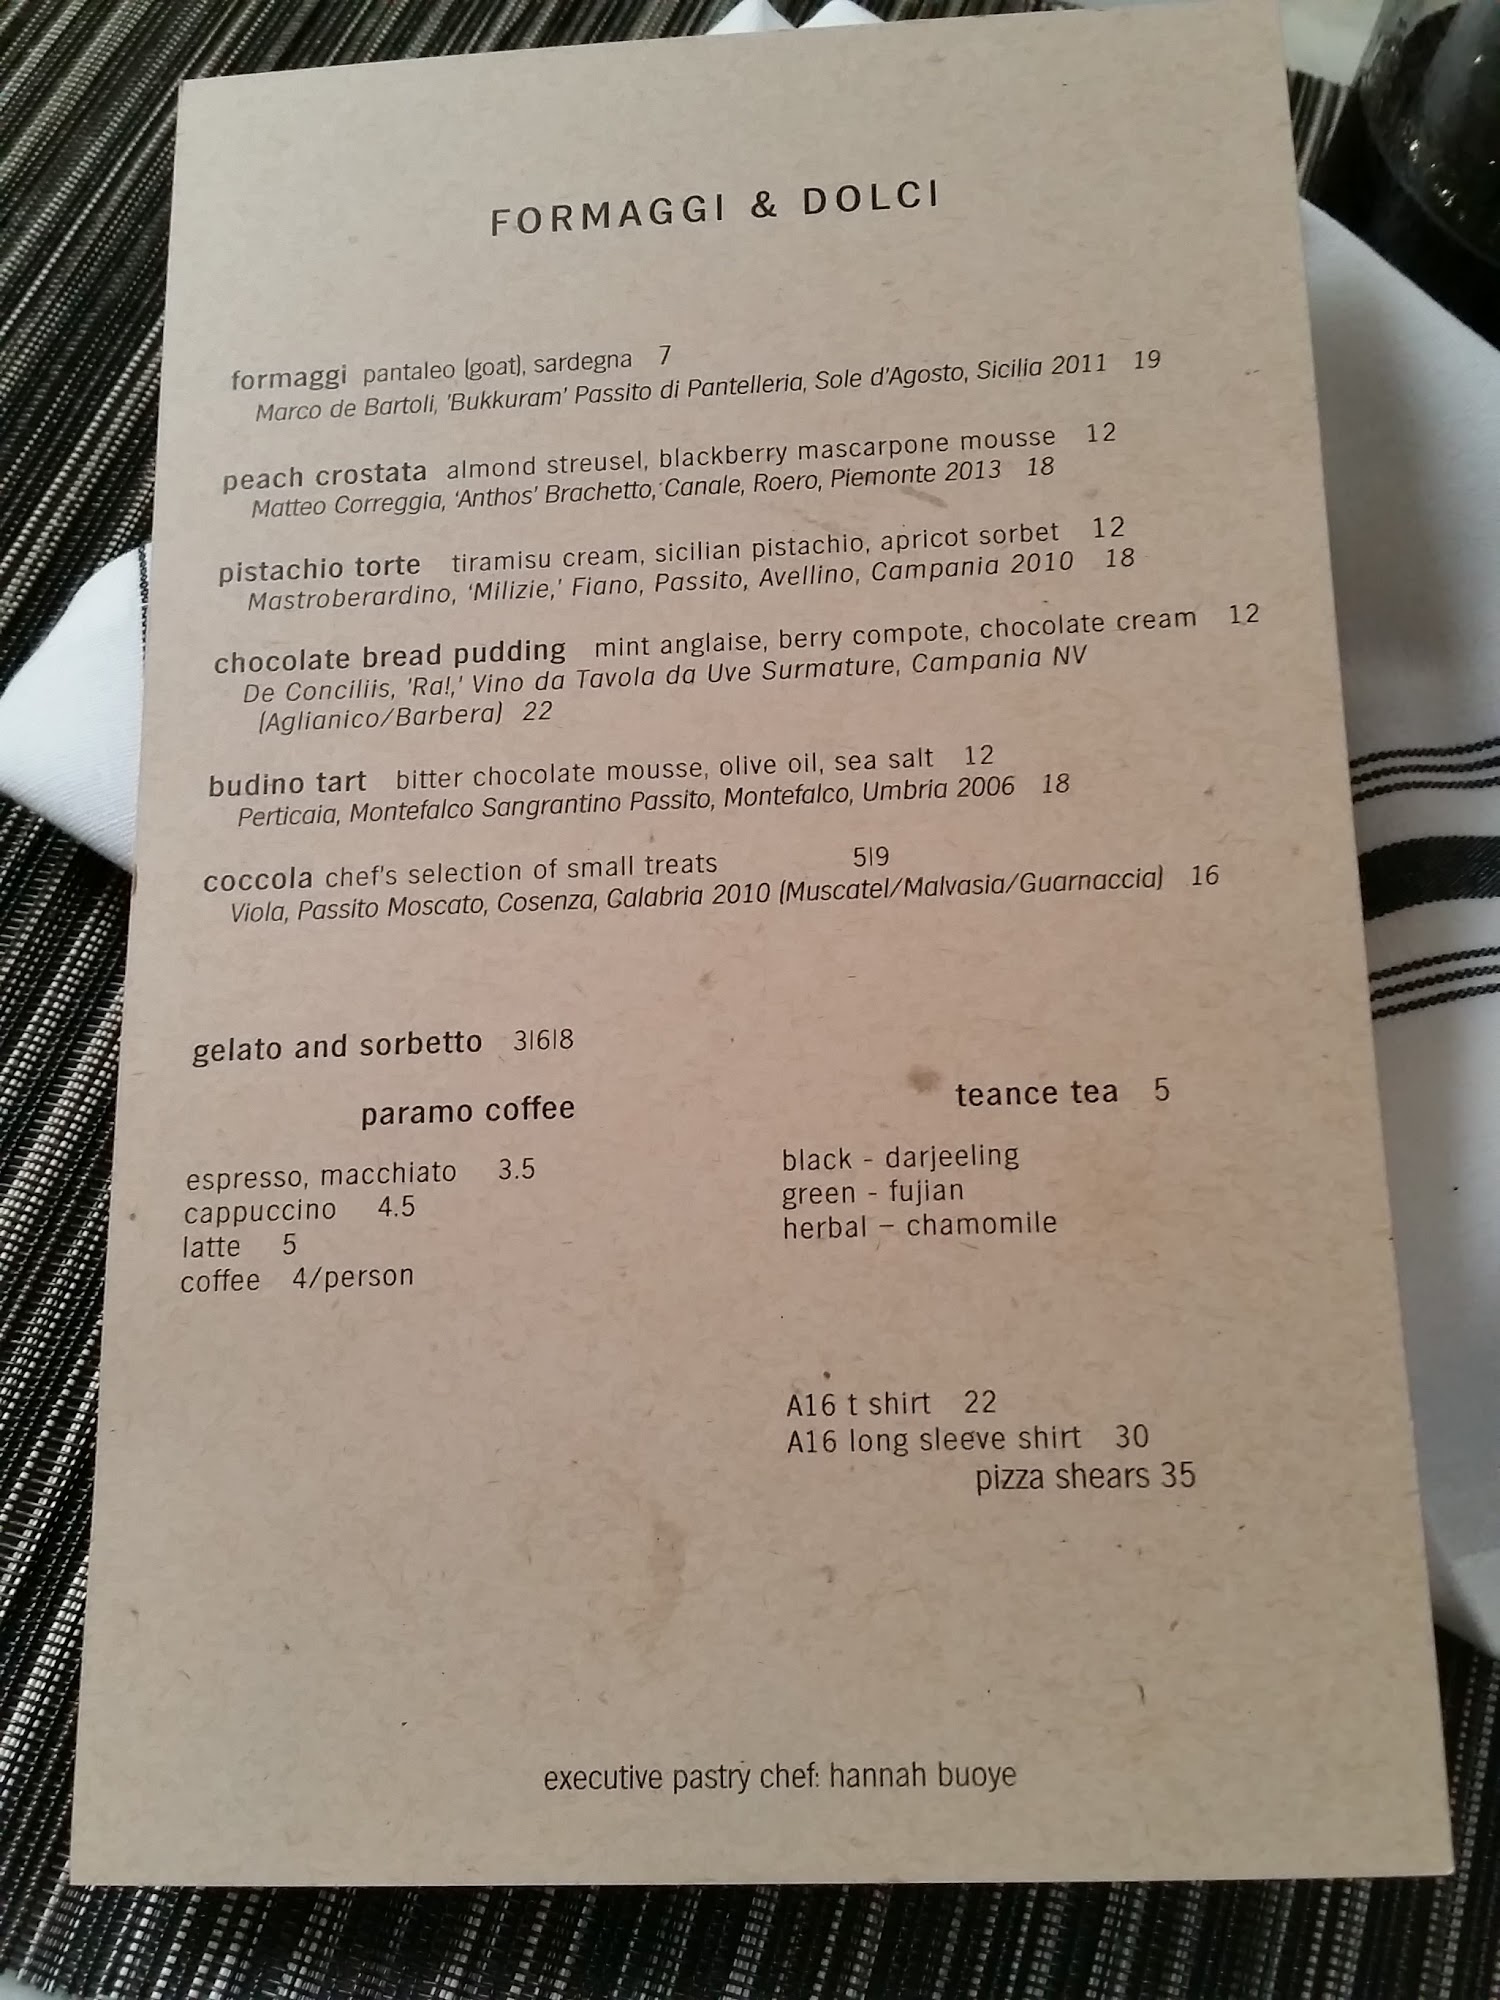 FORMAGGI & DOLCI
formaggi pantaleo (goat), sardegna 7
Marco de Bartoli, 'Bukkuram' Passito di Pantelleria, Sole d'Agosto, Sicilia 2011 19
peach crostata almond streusel, blackberry mascarpone mousse 12
Matteo Correggia, 'Anthos' Brachetto, Canale, Roero, Piemonte 2013 18
pistachio torte tiramisu cream, sicilian pistachio, apricot sorbet 12
Mastroberardino, 'Milizie,' Fiano, Passito, Avellino, Campania 2010 18
chocolate bread pudding mint anglaise, berry compote, chocolate cream 12
De Conciliis, 'Ra!,' Vino da Tavola da Uve Surmature, Campania NV
(Aglianico/Barbera) 22
budino tart bitter chocolate mousse, olive oil, sea salt 12
Perticaia, Montefalco Sangrantino Passito, Montefalco, Umbria 2006 18
coccola chef's selection of small treats 5|9
Viola, Passito Moscato, Cosenza, Calabria 2010 (Muscatel/Malvasia/Guarnaccia) 16
gelato and sorbetto 3|6|8
paramo coffee
espresso, macchiato 3.5
cappuccino 4.5
latte 5
coffee 4/person
teance tea 5
black - darjeeling
green - fujian
herbal – chamomile
A16 t shirt 22
A16 long sleeve shirt 30
pizza shears 35
executive pastry chef: hannah buoye